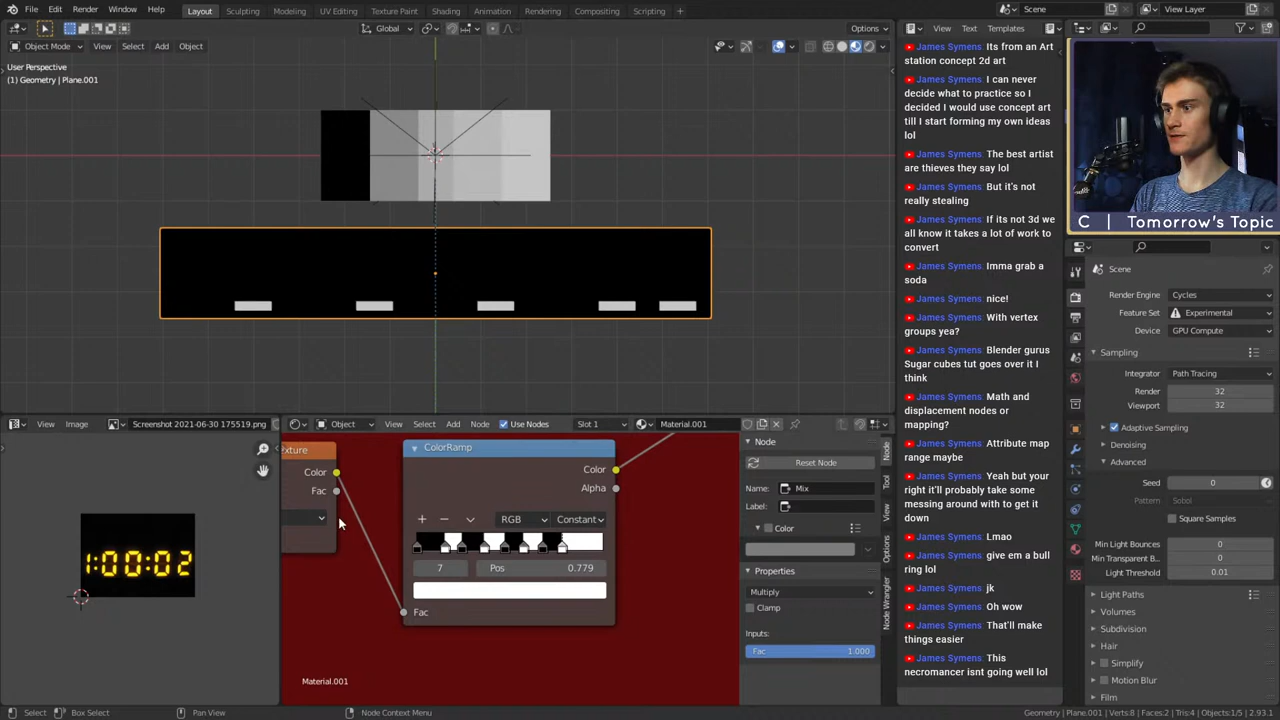 File Edit Render Window Help
Layout Sculpting Modeling UV Editing Texture Paint Shading Animation Rendering Compositing Scripting +
Scene
View Layer
Global
Options
Object Mode View Select Add Object
View Text Templates
User Perspective
(1) Geometry | Plane.001
James Symens: Its from an Art
station concept 2d art
James Symens: I can never
decide what to practice so I
decided I would use concept art
till I start forming my own ideas
lol
James Symens: The best artist
are thieves they say lol
James Symens: But it's not
really stealing
James Symens: If its not 3d we
all know it takes a lot of work to
convert
James Symens: Imma grab a
soda
James Symens: nice!
James Symens: With vertex
groups yea?
James Symens: Blender gurus
Sugar cubes tut goes over it I
think
James Symens: Math and
displacement nodes or
mapping?
James Symens: Attribute map
range maybe
James Symens: Yeah but your
right it'll probably take some
messing around with to get it
down
James Symens: Lmao
James Symens: give em a bull
ring lol
James Symens: jk
James Symens: Oh wow
James Symens: That'll make
things easier
James Symens: This
necromancer isnt going well lol
C | Tomorrow's Topic
Scene
Render Engine Cycles
Feature Set Experimental
Device GPU Compute
Sampling
Integrator Path Tracing
Render 32
Viewport 32
Adaptive Sampling
Denoising
Advanced
Seed 0
Pattern Sobol
Square Samples
Min Light Bounces 0
Min Transparent B... 0
Light Threshold 0.01
Light Paths
Volumes
Subdivision
Hair
Simplify
Motion Blur
Film
View Image Screenshot 2021-06-30 175519.png
1:00:02
Object View Select Add Node Use Nodes Slot 1 Material.001
exture
Color
Fac
ColorRamp
Color
Alpha
+ − RGB Constant
7 Pos 0.779
Fac
Material.001
Node
Reset Node
Name: Mix
Label:
Color
Properties
Multiply
Clamp
Inputs:
Fac 1.000
Node
Tool
View
Options
Node Wrangler
Select Box Select Pan View Node Context Menu
Geometry | Plane.001 | Verts:8 | Faces:2 | Tris:4 | Objects:1/5 | 2.93.1